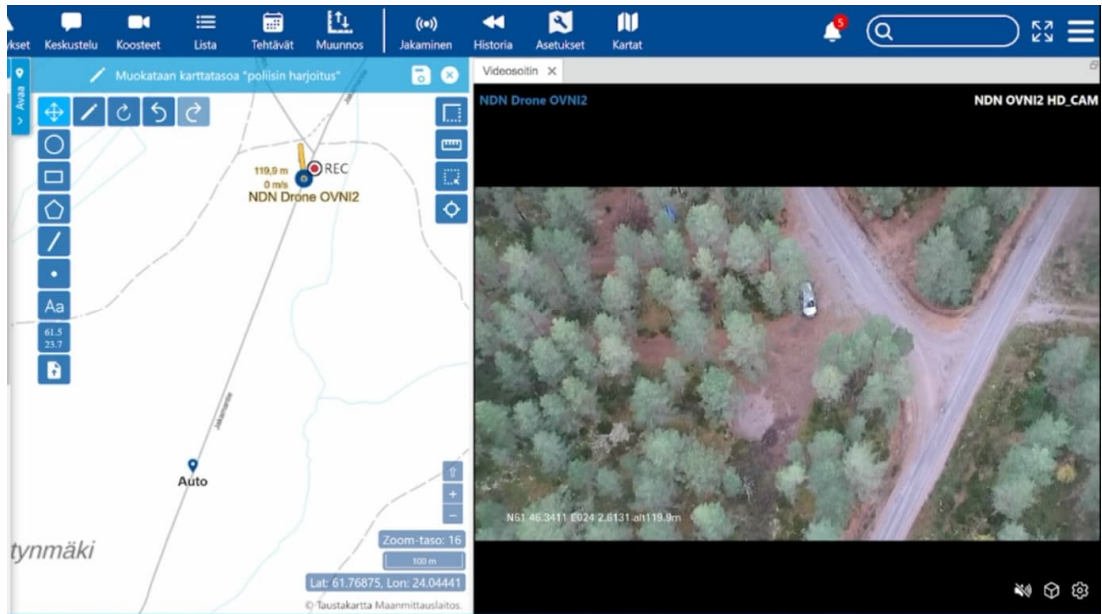 Keskustelu
Koosteet
Lista
Tehtävät
Muunnos
Jakaminen
Historia
Asetukset
Kartat
5
Avaa
Muokataan karttatasoa "poliisin harjoitus"
Videosoitin
NDN Drone OVNI2
NDN OVNI2 HD_CAM
REC
119,9 m
0 m/s
NDN Drone OVNI2
Aa
61.5
23.7
Jakamantie
Auto
tynmäki
Zoom-taso: 16
100 m
Lat: 61.76875, Lon: 24.04441
© Taustakartta Maanmittauslaitos.
N61 46.3411 E024 2.6131 alt119.9m